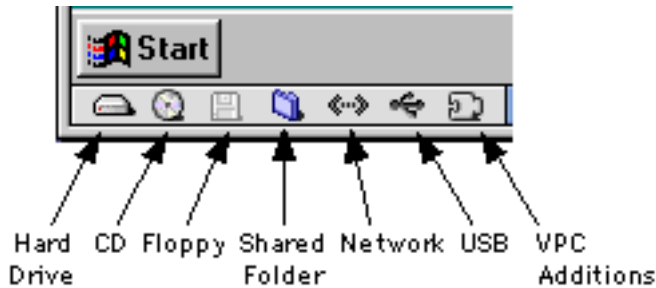 Start
Hard CD Floppy Shared Network USB VPC
Drive Folder Additions